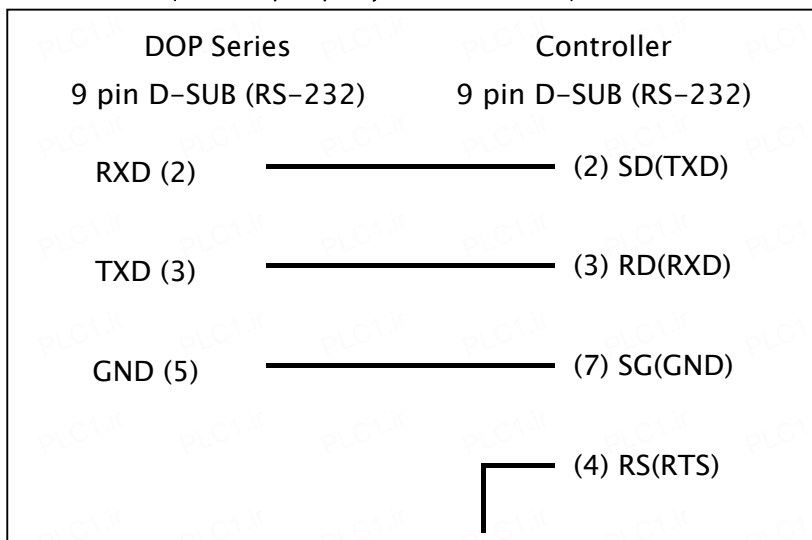 DOP Series Controller
9 pin D-SUB (RS-232) 9 pin D-SUB (RS-232)
RXD (2) (2) SD(TXD)
TXD (3) (3) RD(RXD)
GND (5) (7) SG(GND)
(4) RS(RTS)